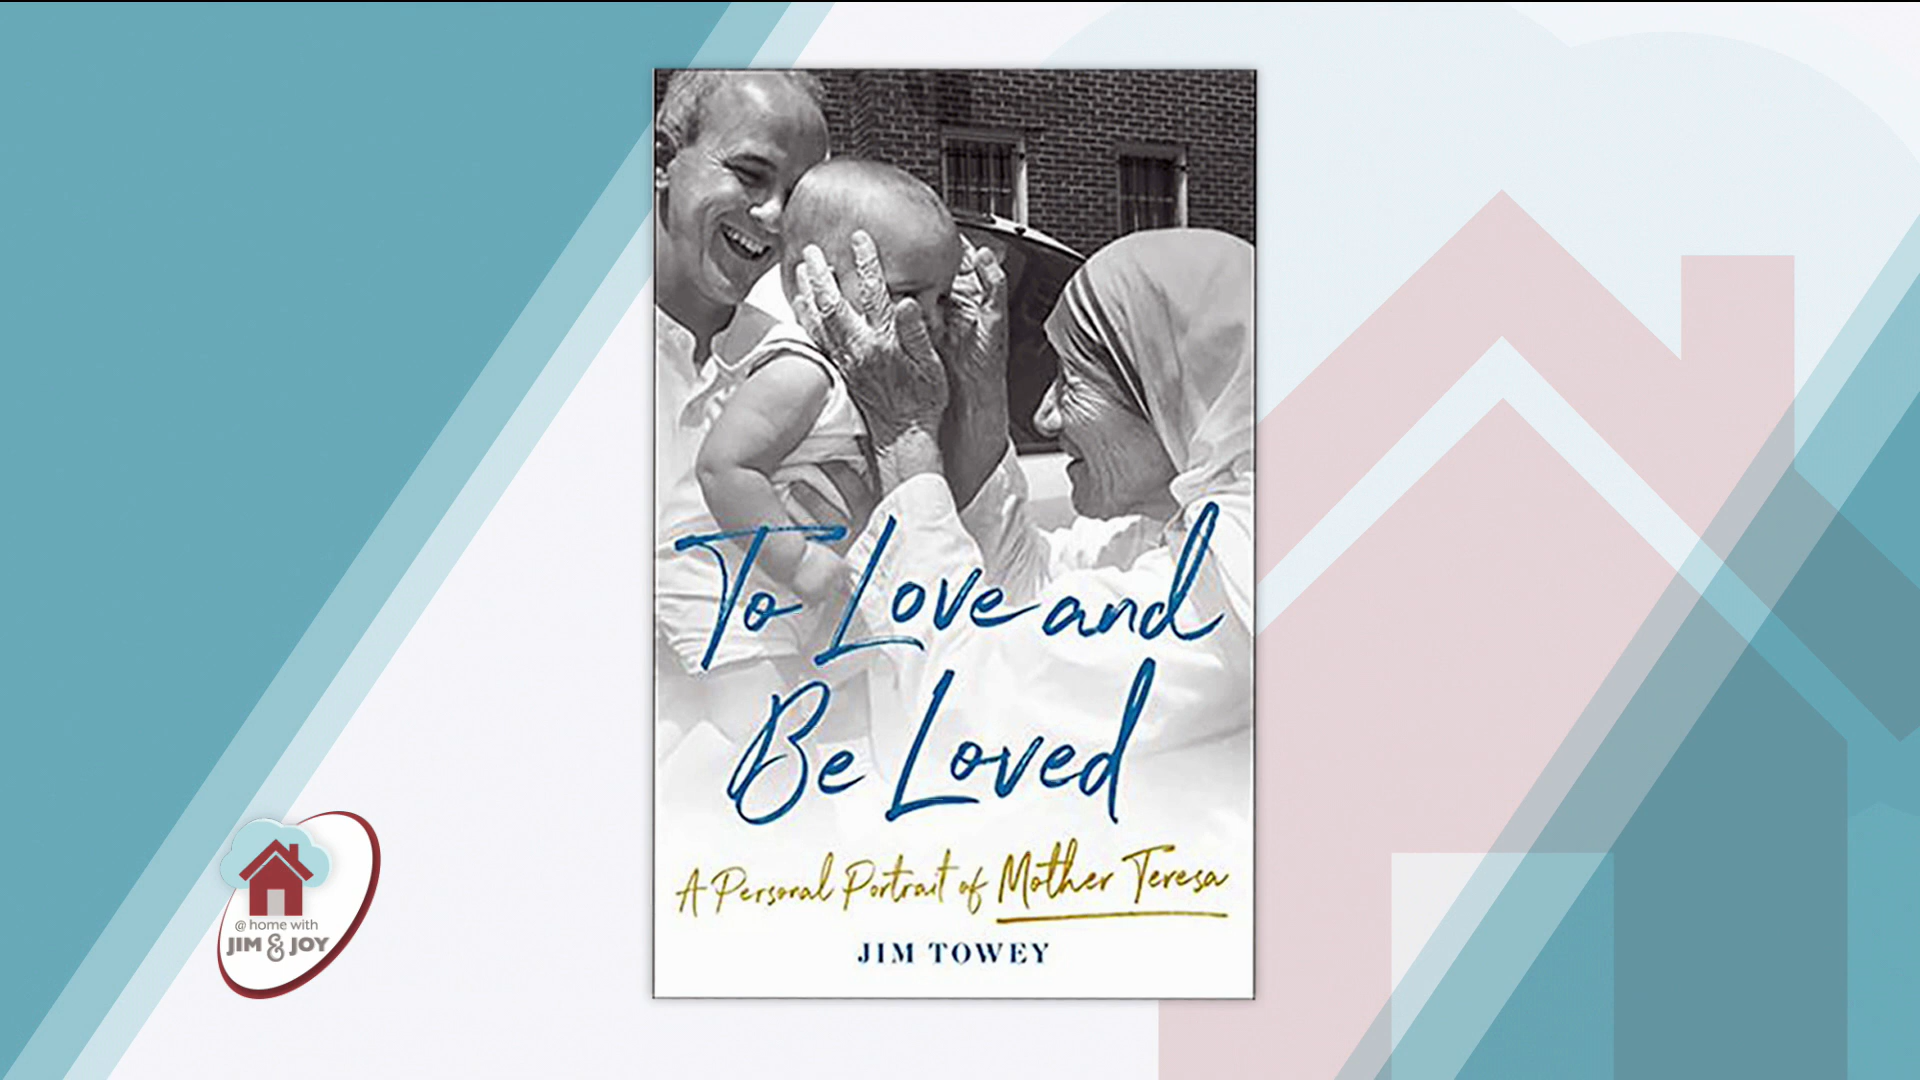 To Love and
Be Loved
A Personal Portrait of Mother Teresa
JIM TOWEY
@ home with
JIM & JOY